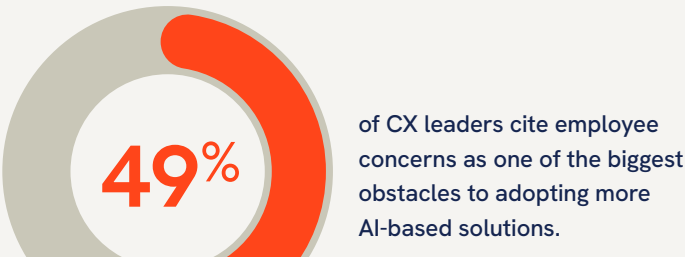 49%
of CX leaders cite employee
concerns as one of the biggest
obstacles to adopting more
AI-based solutions.